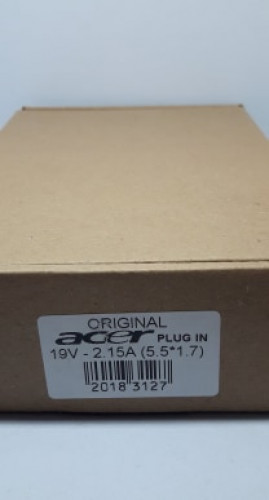 ORIGINAL
acer PLUG IN
19V - 2.15A (5.5*1.7)
2018 3127